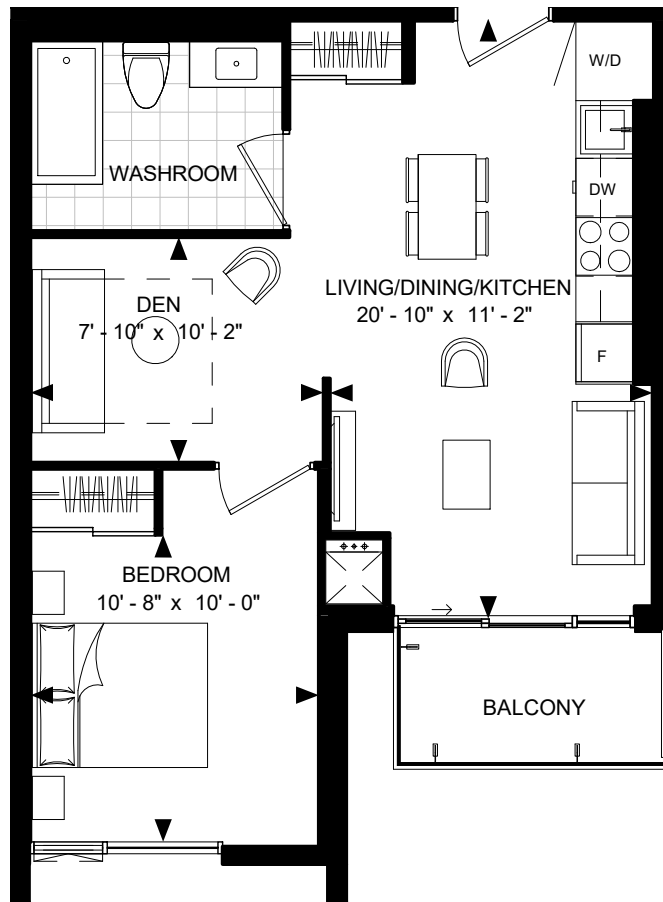 W/D
WASHROOM
DW
DEN
7' - 10" x 10' - 2"
LIVING/DINING/KITCHEN
20' - 10" x 11' - 2"
F
BEDROOM
10' - 8" x 10' - 0"
BALCONY